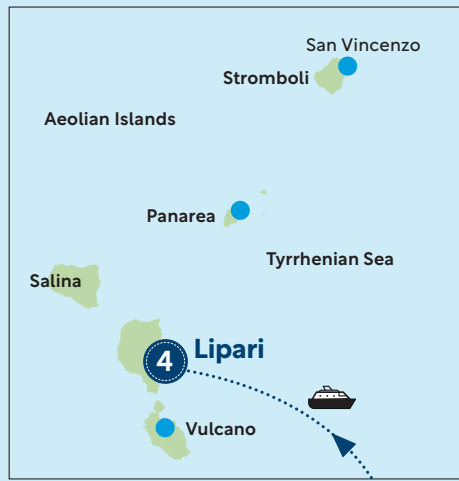 San Vincenzo
Stromboli
Aeolian Islands
Panarea
Tyrrhenian Sea
Salina
4 Lipari
Vulcano